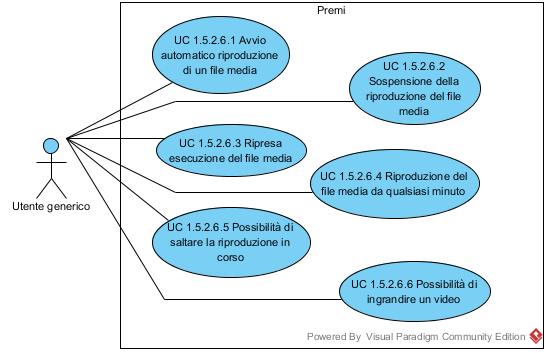 Premi
UC 1.5.2.6.1 Avvio
automatico riproduzione
di un file media
UC 1.5.2.6.2
Sospensione della
riproduzione del file
media
UC 1.5.2.6.3 Ripresa
esecuzione del file media
UC 1.5.2.6.4 Riproduzione del
file media da qualsiasi minuto
Utente generico
UC 1.5.2.6.5 Possibilità di
saltare la riproduzione in
corso
UC 1.5.2.6.6 Possibilità di
ingrandire un video
Powered By Visual Paradigm Community Edition